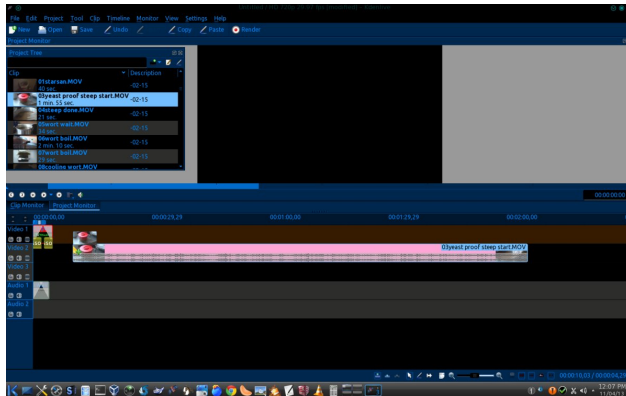 File Edit Project Tool Clip Timeline Monitor View Settings Help
New Open Save Undo Copy Paste Render
Project Monitor
Project Tree
Clip Description
01starsan.MOV
40 sec. -02-15
03yeast proof steep start.MOV
1 min. 55 sec. -02-15
04steep done.MOV
21 sec. -02-15
05wort wait.MOV
-02-15
06wort boil.MOV
2 min. 10 sec. -02-15
07wort boil.MOV
29 sec. -02-15
08cooline wort.MOV
00:00:00:00
Clip Monitor Project Monitor
00:00:00,00 00:00:29,29 00:01:00,00 00:01:29,29 00:02:00,00
Video 1
Video 2
03yeast proof steep start.MOV
Video 3
Audio 1
Audio 2
12:07 PM